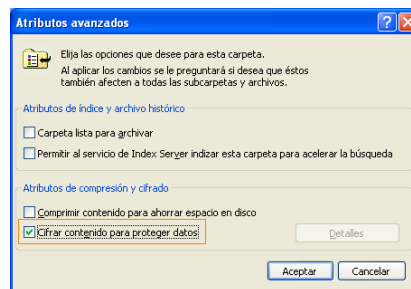 Atributos avanzados
Elija las opciones que desee para esta carpeta.
Al aplicar los cambios se le preguntará si desea que éstos
también afecten a todas las subcarpetas y archivos.
Atributos de índice y archivo histórico
Carpeta lista para archivar
Permitir al servicio de Index Server indizar esta carpeta para acelerar la búsqueda
Atributos de compresión y cifrado
Comprimir contenido para ahorrar espacio en disco
Cifrar contenido para proteger datos
Detalles
Aceptar
Cancelar